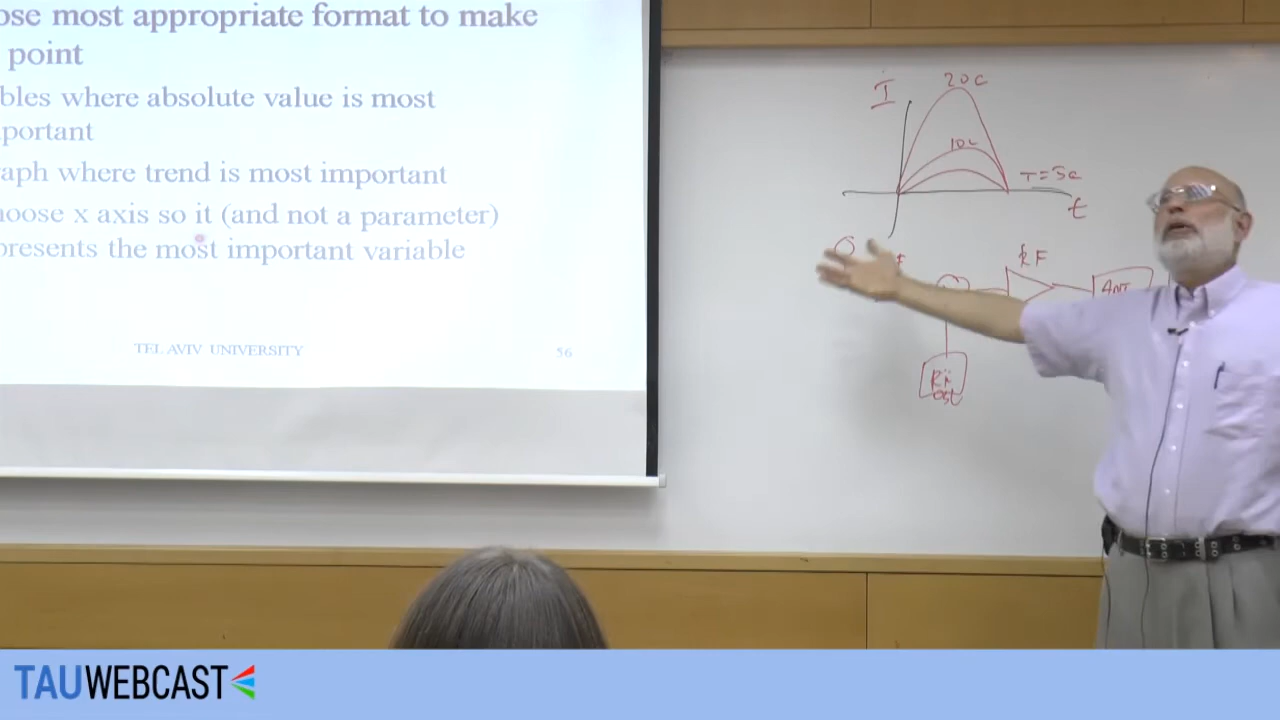 ose most appropriate format to make
point
bles where absolute value is most
portant
aph where trend is most important
oose x axis so it (and not a parameter)
presents the most important variable
TEL AVIV UNIVERSITY
56
I
20c
10c
T=5c
t
RF
ANT
TAUWEBCAST